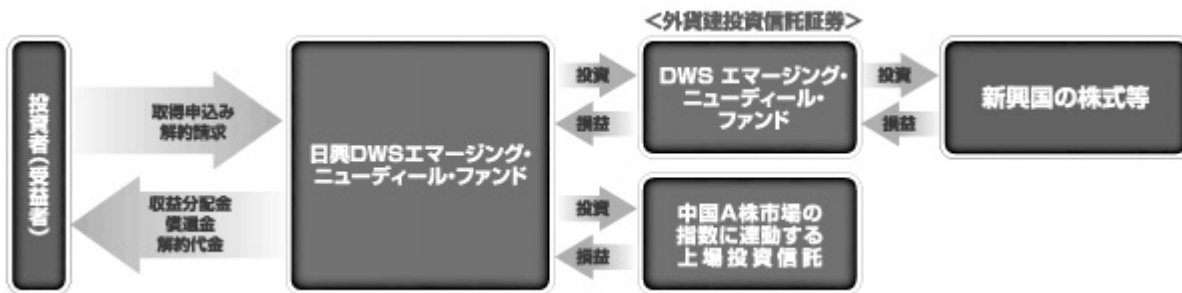 <外貨建投資信託証券>
投資者(受益者)
取得申込み
解約請求
収益分配金
償還金
解約代金
日興DWSエマージング・
ニューディール・ファンド
投資
損益
DWS エマージング・
ニューディール・
ファンド
投資
損益
新興国の株式等
投資
損益
中国A株市場の
指数に連動する
上場投資信託